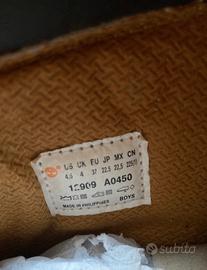 US UK EU JP MX CN
4,5 4 37 22,5 22,5 225(1)
12909 A0450
MADE IN PHILIPPINES BOYS
subito